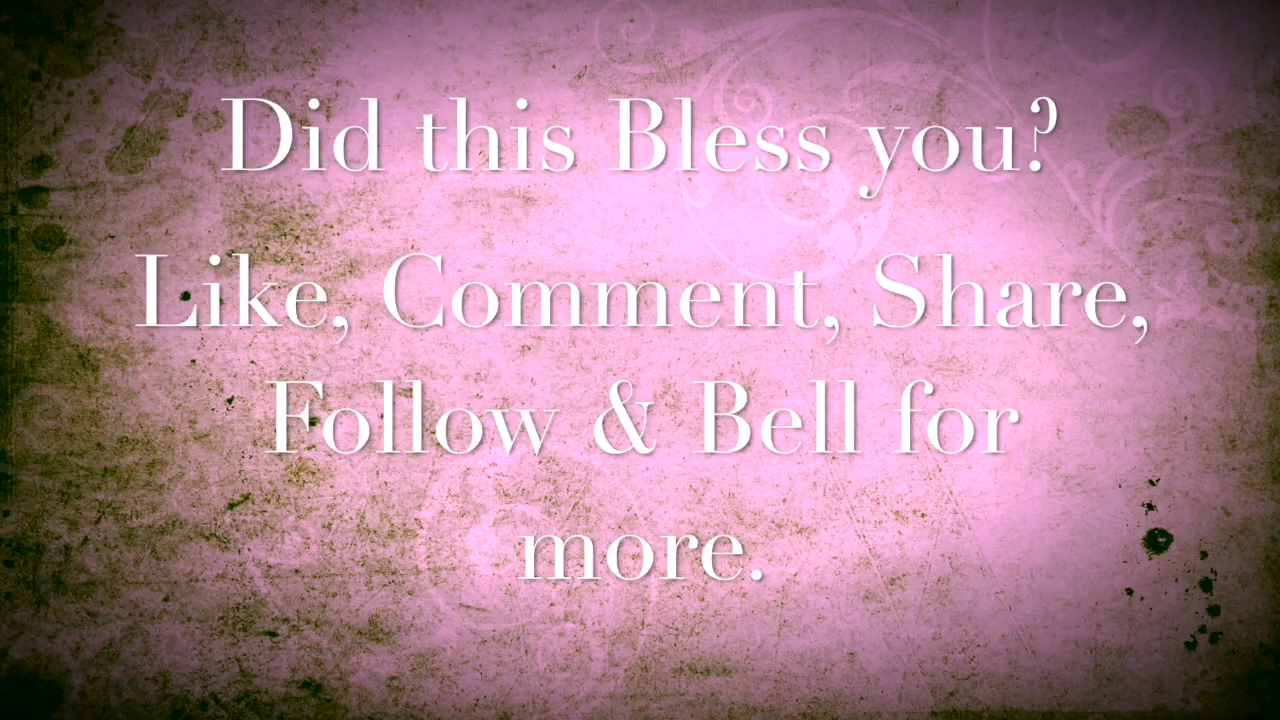 Did this Bless you?
Like, Comment, Share,
Follow & Bell for
more.